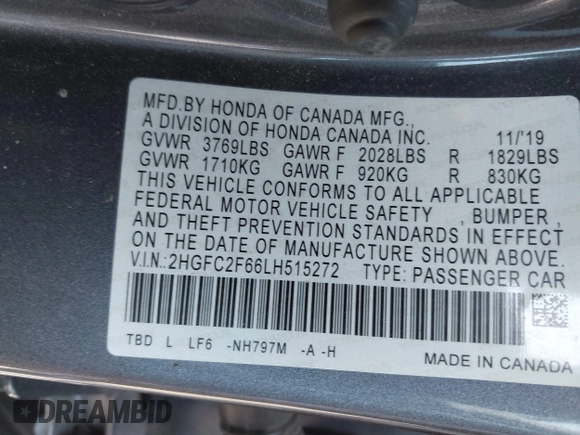 MFD.BY HONDA OF CANADA MFG.,
A DIVISION OF HONDA CANADA INC. 11/'19
GVWR 3769LBS GAWR F 2028LBS R 1829LBS
GVWR 1710KG GAWR F 920KG R 830KG
THIS VEHICLE CONFORMS TO ALL APPLICABLE
FEDERAL MOTOR VEHICLE SAFETY , BUMPER ,
AND THEFT PREVENTION STANDARDS IN EFFECT
ON THE DATE OF MANUFACTURE SHOWN ABOVE.
V.I.N.:2HGFC2F66LH515272 TYPE: PASSENGER CAR
TBD L LF6 -NH797M -A -H
MADE IN CANADA
DREAMBID